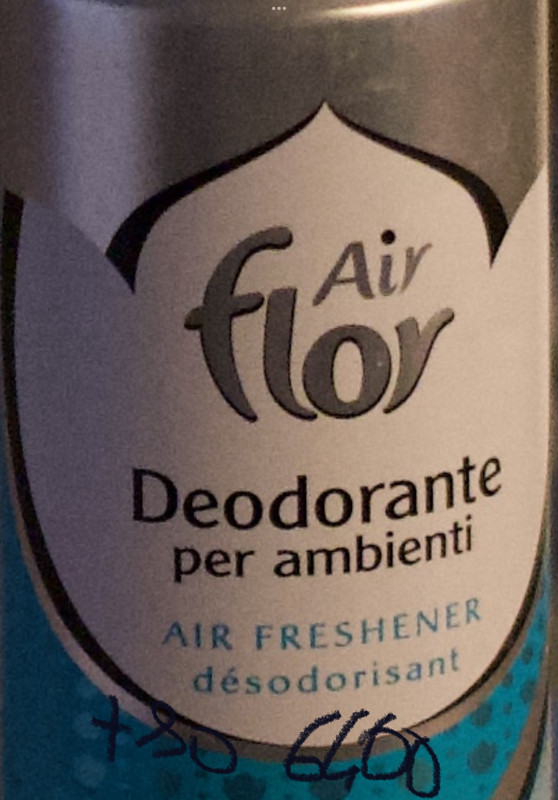 Air
flor
Deodorante
per ambienti
AIR FRESHENER
désodorisant